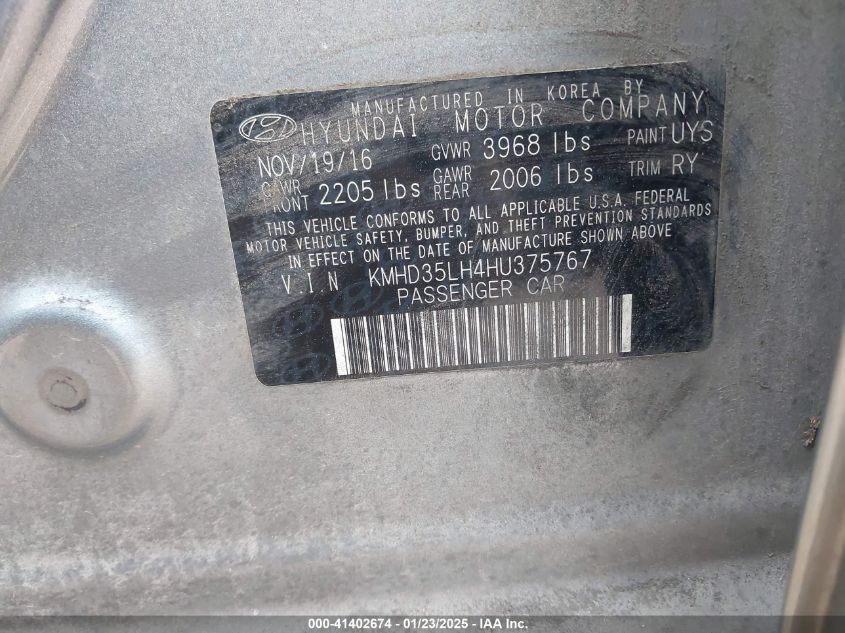 MANUFACTURED IN KOREA BY
HYUNDAI MOTOR COMPANY
NOV/19/16 GVWR 3968 lbs PAINT UYS
GAWR FRONT 2205 lbs GAWR REAR 2006 lbs TRIM RY
THIS VEHICLE CONFORMS TO ALL APPLICABLE U.S.A. FEDERAL
MOTOR VEHICLE SAFETY, BUMPER, AND THEFT PREVENTION STANDARDS
IN EFFECT ON THE DATE OF MANUFACTURE SHOWN ABOVE
V I N KMHD35LH4HU375767
PASSENGER CAR
000-41402674 - 01/23/2025 - IAA Inc.